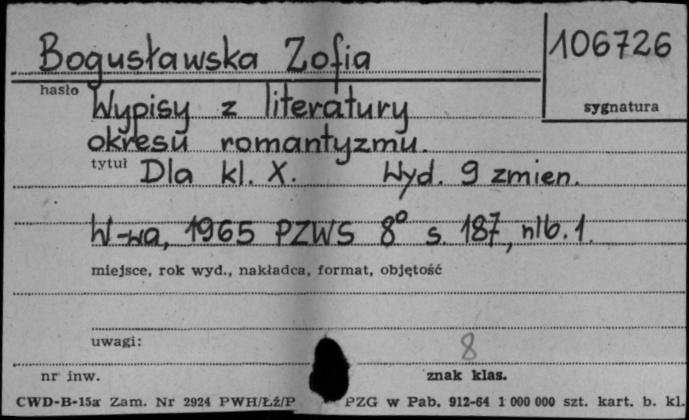 Bogusławska Zofia
106726
hasło
sygnatura
Wypisy z literatury
okresu romantyzmu.
tytuł
Dla kl. X. Wyd. 9 zmien.
W-wa, 1965 PZWS 8° s. 187, nlb. 1.
miejsce, rok wyd., nakładca, format, objętość
uwagi:
8
nr inw.
znak klas.
CWD-B-15a Zam. Nr 2924 PWH/Łź/P PZG w Pab. 912-64 1 000 000 szt. kart. b. kl.